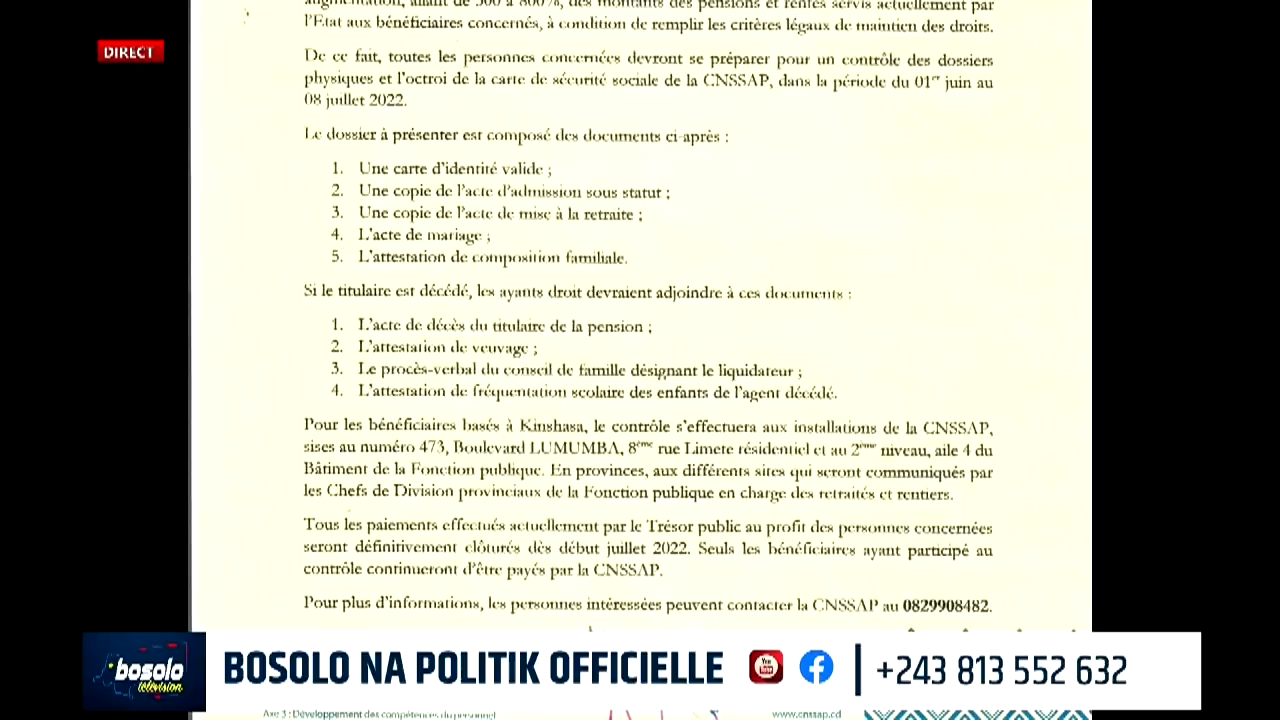 augmentation, allant de 500 à 800%, des montants des pensions et rentes servis actuellement par
l'Etat aux bénéficiaires concernés, à condition de remplir les critères légaux de maintien des droits.
DIRECT
De ce fait, toutes les personnes concernées devront se préparer pour un contrôle des dossiers
physiques et l'octroi de la carte de sécurité sociale de la CNSSAP, dans la période du 01er juin au
08 juillet 2022.
Le dossier à présenter est composé des documents ci-après :
1. Une carte d'identité valide ;
2. Une copie de l'acte d'admission sous statut ;
3. Une copie de l'acte de mise à la retraite ;
4. L'acte de mariage ;
5. L'attestation de composition familiale.
Si le titulaire est décédé, les ayants droit devraient adjoindre à ces documents :
1. L'acte de décès du titulaire de la pension ;
2. L'attestation de veuvage ;
3. Le procès-verbal du conseil de famille désignant le liquidateur ;
4. L'attestation de fréquentation scolaire des enfants de l'agent décédé.
Pour les bénéficiaires basés à Kinshasa, le contrôle s'effectuera aux installations de la CNSSAP,
sises au numéro 473, Boulevard LUMUMBA, 8ème rue Limete résidentiel et au 2ème niveau, aile 4 du
Bâtiment de la Fonction publique. En provinces, aux différents sites qui seront communiqués par
les Chefs de Division provinciaux de la Fonction publique en charge des retraités et rentiers.
Tous les paiements effectués actuellement par le Trésor public au profit des personnes concernées
seront définitivement clôturés dès début juillet 2022. Seuls les bénéficiaires ayant participé au
contrôle continueront d'être payés par la CNSSAP.
Pour plus d'informations, les personnes intéressées peuvent contacter la CNSSAP au 0829908482.
bosolo
télévision
BOSOLO NA POLITIK OFFICIELLE
You Tube
+243 813 552 632
Axe 3 : Développement des compétences du personnel
www.cnssap.cd